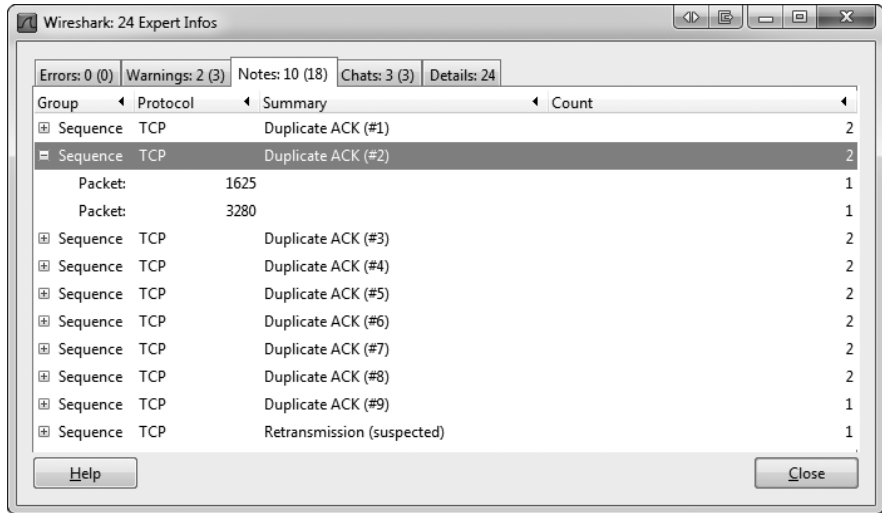 Wireshark: 24 Expert Infos
Errors: 0 (0) Warnings: 2 (3) Notes: 10 (18) Chats: 3 (3) Details: 24
Group Protocol Summary Count
Sequence TCP Duplicate ACK (#1) 2
Sequence TCP Duplicate ACK (#2) 2
Packet: 1625 1
Packet: 3280 1
Sequence TCP Duplicate ACK (#3) 2
Sequence TCP Duplicate ACK (#4) 2
Sequence TCP Duplicate ACK (#5) 2
Sequence TCP Duplicate ACK (#6) 2
Sequence TCP Duplicate ACK (#7) 2
Sequence TCP Duplicate ACK (#8) 2
Sequence TCP Duplicate ACK (#9) 1
Sequence TCP Retransmission (suspected) 1
Help Close